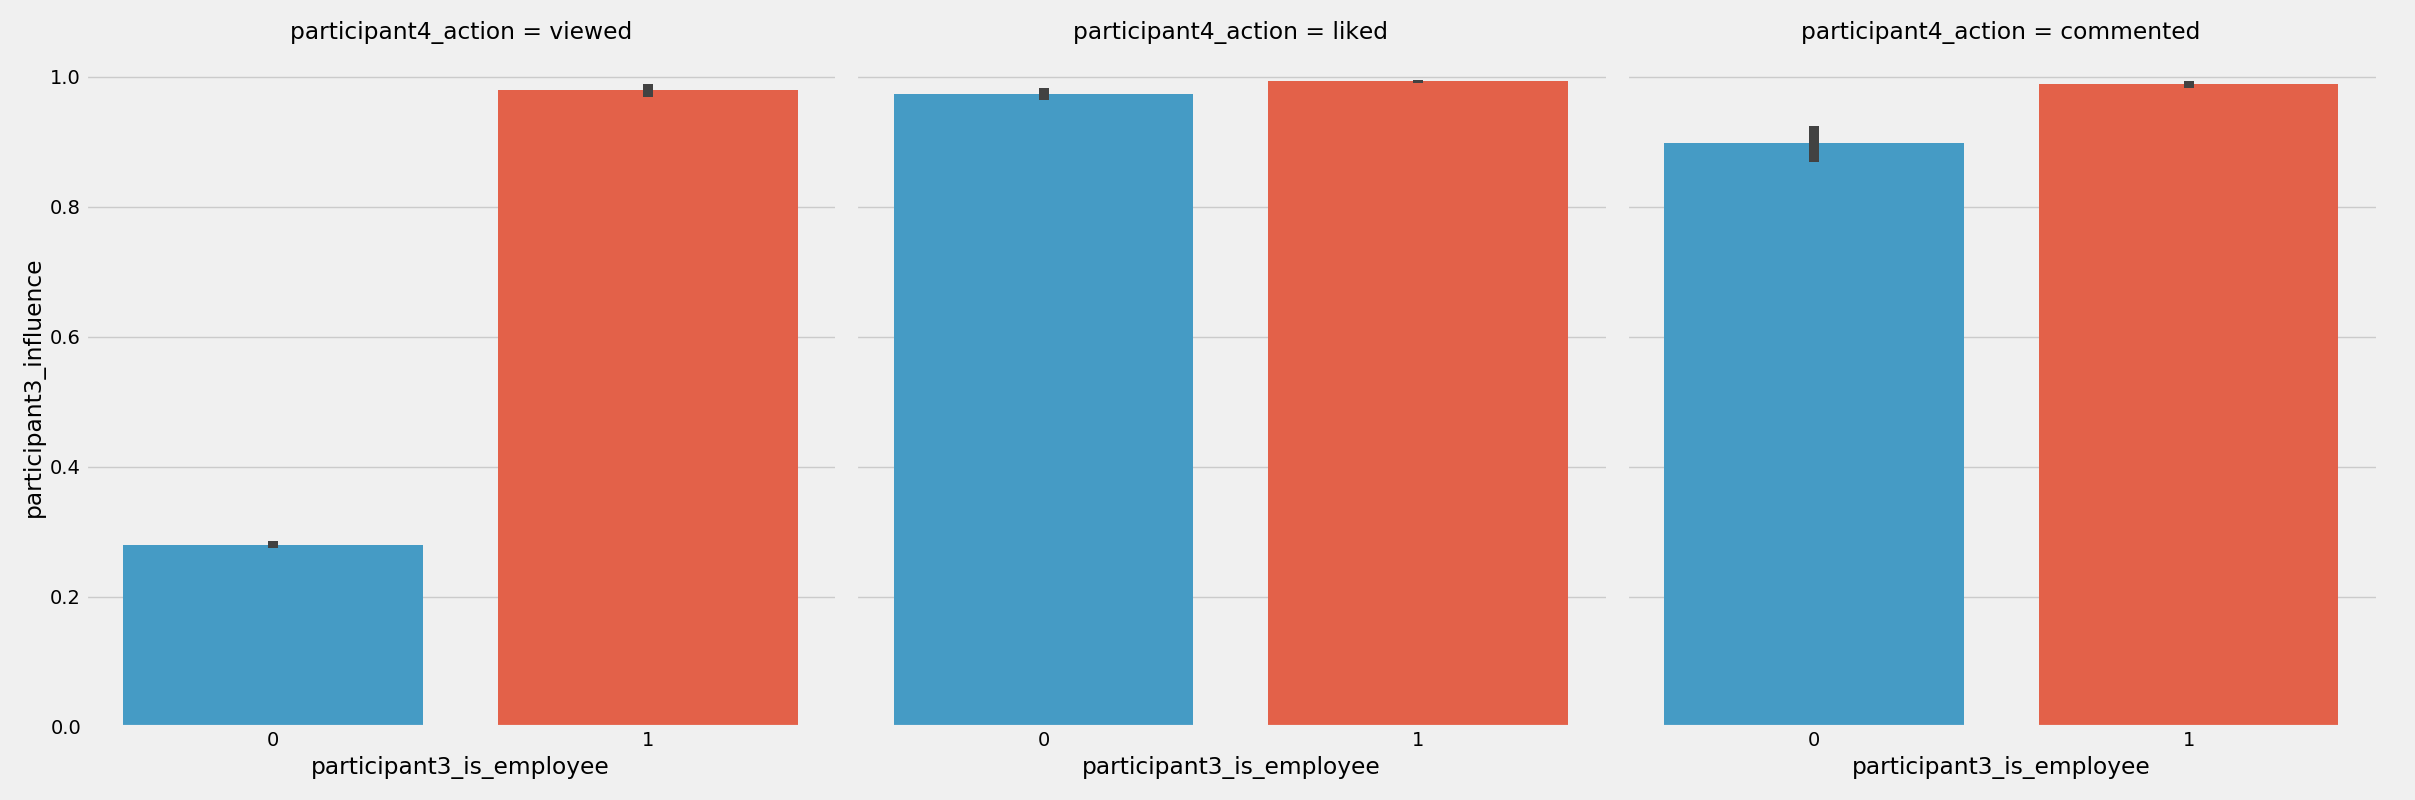 participant4_action = viewed
participant4_action = liked
participant4_action = commented
participant3_influence
1.0
0.8
0.6
0.4
0.2
0.0
0
1
0
1
0
1
participant3_is_employee
participant3_is_employee
participant3_is_employee